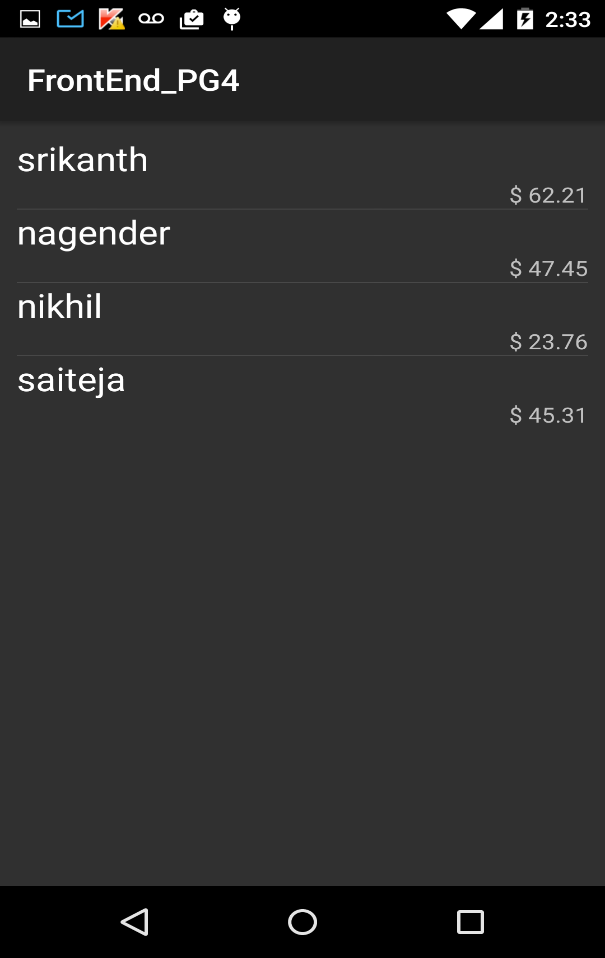 2:33
FrontEnd_PG4
srikanth
$ 62.21
nagender
$ 47.45
nikhil
$ 23.76
saiteja
$ 45.31